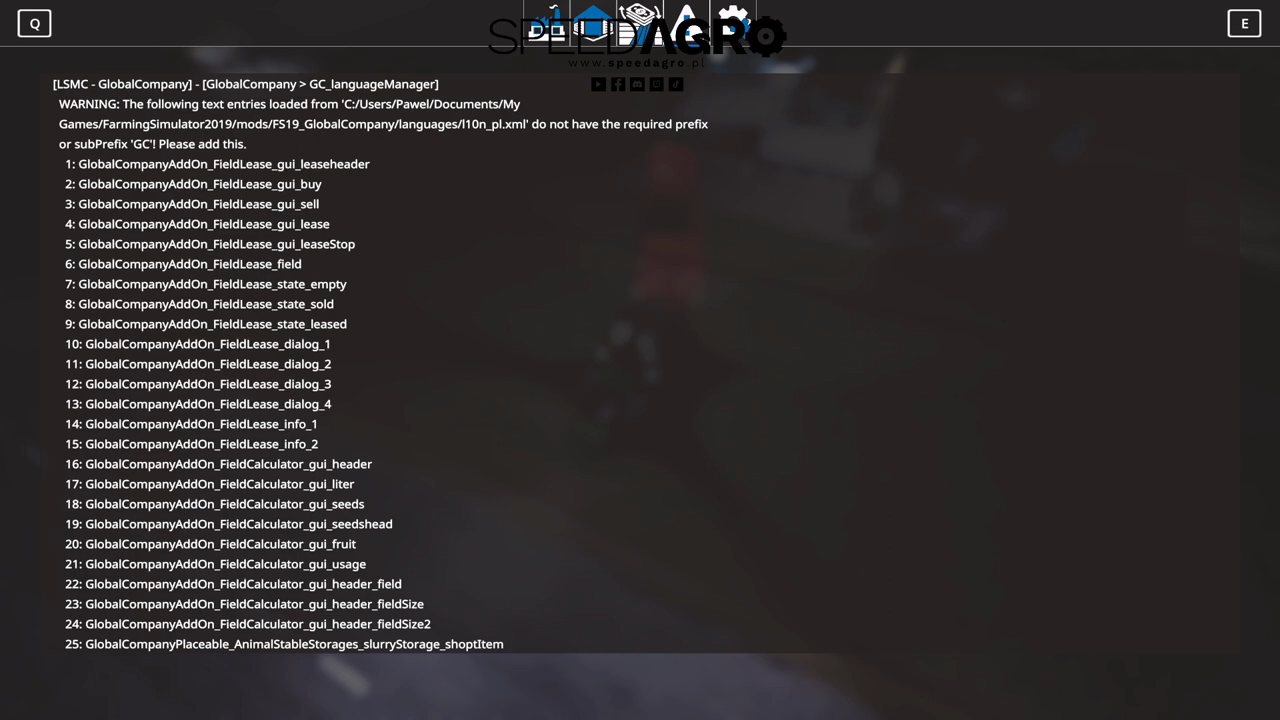 Q
E
SPEEDAGRO
www.speedagro.pl
[LSMC - GlobalCompany] - [GlobalCompany > GC_languageManager]
WARNING: The following text entries loaded from 'C:/Users/Pawel/Documents/My
Games/FarmingSimulator2019/mods/FS19_GlobalCompany/languages/l10n_pl.xml' do not have the required prefix
or subPrefix 'GC'! Please add this.
1: GlobalCompanyAddOn_FieldLease_gui_leaseheader
2: GlobalCompanyAddOn_FieldLease_gui_buy
3: GlobalCompanyAddOn_FieldLease_gui_sell
4: GlobalCompanyAddOn_FieldLease_gui_lease
5: GlobalCompanyAddOn_FieldLease_gui_leaseStop
6: GlobalCompanyAddOn_FieldLease_field
7: GlobalCompanyAddOn_FieldLease_state_empty
8: GlobalCompanyAddOn_FieldLease_state_sold
9: GlobalCompanyAddOn_FieldLease_state_leased
10: GlobalCompanyAddOn_FieldLease_dialog_1
11: GlobalCompanyAddOn_FieldLease_dialog_2
12: GlobalCompanyAddOn_FieldLease_dialog_3
13: GlobalCompanyAddOn_FieldLease_dialog_4
14: GlobalCompanyAddOn_FieldLease_info_1
15: GlobalCompanyAddOn_FieldLease_info_2
16: GlobalCompanyAddOn_FieldCalculator_gui_header
17: GlobalCompanyAddOn_FieldCalculator_gui_liter
18: GlobalCompanyAddOn_FieldCalculator_gui_seeds
19: GlobalCompanyAddOn_FieldCalculator_gui_seedshead
20: GlobalCompanyAddOn_FieldCalculator_gui_fruit
21: GlobalCompanyAddOn_FieldCalculator_gui_usage
22: GlobalCompanyAddOn_FieldCalculator_gui_header_field
23: GlobalCompanyAddOn_FieldCalculator_gui_header_fieldSize
24: GlobalCompanyAddOn_FieldCalculator_gui_header_fieldSize2
25: GlobalCompanyPlaceable_AnimalStableStorages_slurryStorage_shoptItem